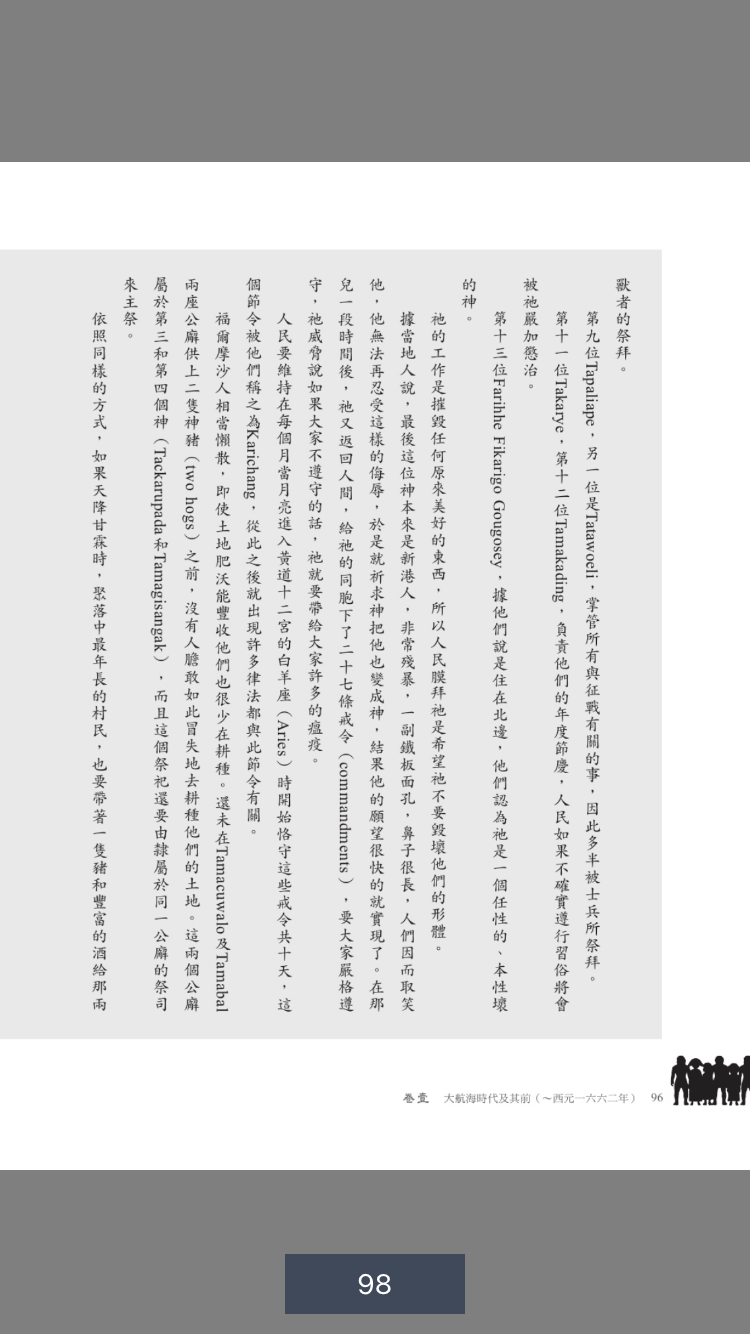 獸者的祭拜。
第九位Tapaliape，另一位是Tatawoeli，掌管所有與征戰有關的事，因此多半被士兵所祭拜。
第十一位Takarye，第十二位Tamakading，負責他們的年度節慶，人民如果不確實遵行習俗將會
被祂嚴加懲治。
第十三位Farihhe Fikarigo Gougosey，據他們說是住在北邊，他們認為祂是一個任性的、本性壞
的神。
祂的工作是摧毀任何原來美好的東西，所以人民膜拜祂是希望祂不要毀壞他們的形體。
據當地人說，最後這位神本來是新港人，非常殘暴，一副鐵板面孔，鼻子很長，人們因而取笑
他，他無法再忍受這樣的侮辱，於是就祈求神把他也變成神，結果他的願望很快的就實現了。在那
兒一段時間後，祂又返回人間，給祂的同胞下了二十七條戒令（commandments），要大家嚴格遵
守，祂威脅說如果大家不遵守的話，祂就要帶給大家許多的瘟疫。
人民要維持在每個月當月亮進入黃道十二宮的白羊座（Aries）時開始恪守這些戒令共十天，這
個節令被他們稱之為Karichang，從此之後就出現許多律法都與此節令有關。
福爾摩沙人相當懶散，即使土地肥沃能豐收他們也很少在耕種。還未在Tamacuwalo及Tamabal
兩座公廨供上二隻神豬（two hogs）之前，沒有人膽敢如此冒失地去耕種他們的土地。這兩個公廨
屬於第三和第四個神（Tackarupada和Tamagisangak），而且這個祭祀還要由隸屬於同一公廨的祭司
來主祭。
依照同樣的方式，如果天降甘霖時，聚落中最年長的村民，也要帶著一隻豬和豐富的酒給那兩
卷壹 大航海時代及其前（～西元一六六二年） 96
98